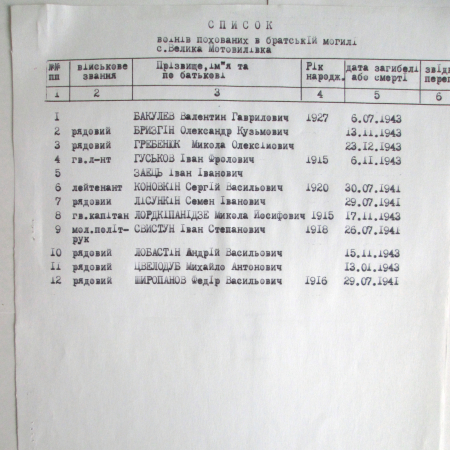 СПИСОК
воїнів похованих в братській могилі
с.Велика Мотовилівка
№№ пп військове звання Прізвище,ім"я та по батькові Рік народж. дата загибелі або смерті
1 2 3 4 5 6
1 БАКУЛЕВ Валентин Гаврилович 1927 6.07.1943
2 рядовий БРИЗГІН Олександр Кузьмович 13.11.1943
3 рядовий ГРЕБЕНІК Микола Олексійович 23.12.1943
4 гв.л-нт ГУСЬКОВ Іван Фролович 1915 6.11.1943
5 ЗАЕЦЬ Іван Іванович
6 лейтенант КОНОВКІН Сергій Васильович 1920 30.07.1941
7 рядовий ЛІСУНКІН Семен Іванович 29.07.1941
8 гв.капітан ЛОРДКІПАНІДЗЕ Микола Йосифович 1915 17.11.1943
9 мол.політ- СВИСТУН Іван Степанович 1918 26.07.1941
рук
10 рядовий ЛОБАСТІН Андрій Васильович 15.11.1943
11 рядовий ЦВЕЛОДУБ Михайло Антонович 13.01.1943
12 рядовий ШИРОПАНОВ Федір Васильович 1916 29.07.1941